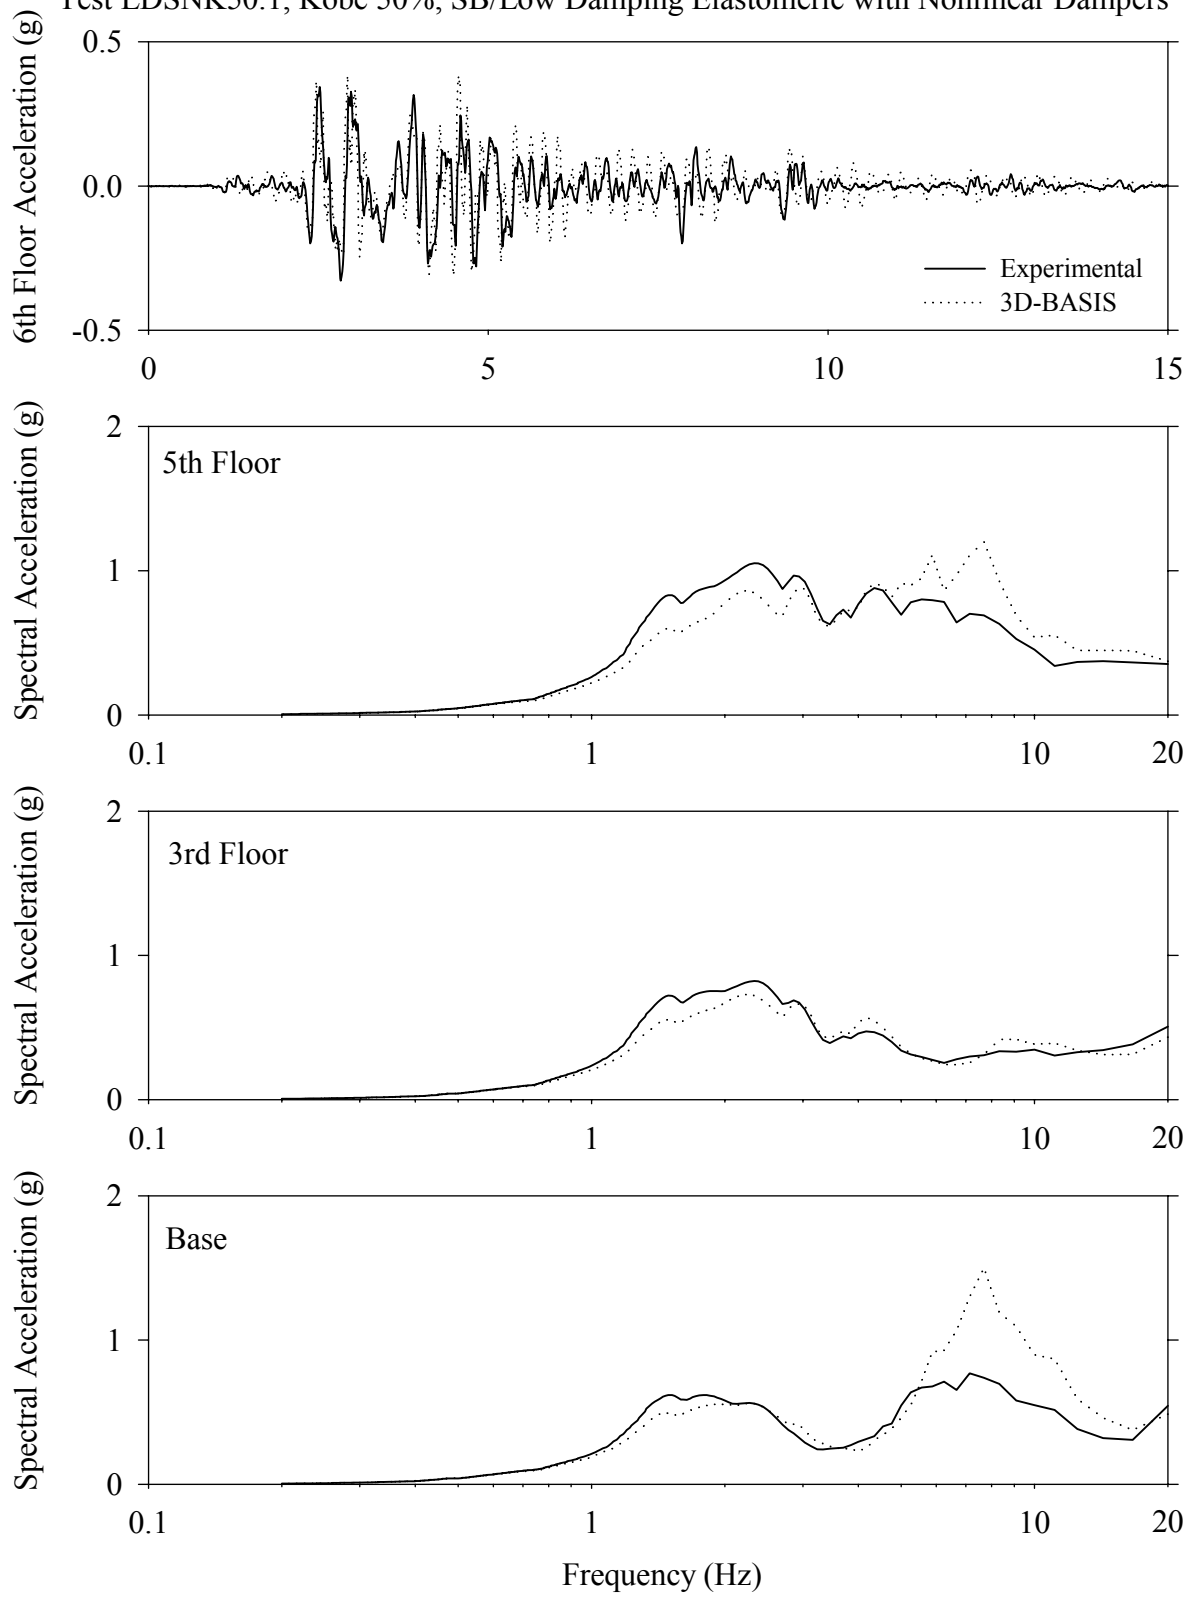 Test LDSNK50.1, Kobe 50%, SB/Low Damping Elastomeric with Nonlinear Dampers
6th Floor Acceleration (g)
0.5
0.0
-0.5
Experimental
3D-BASIS
0 5 10 15
Spectral Acceleration (g)
2
5th Floor
1
0
0.1 1 10 20
Spectral Acceleration (g)
2
3rd Floor
1
0
0.1 1 10 20
Spectral Acceleration (g)
2
Base
1
0
0.1 1 10 20
Frequency (Hz)